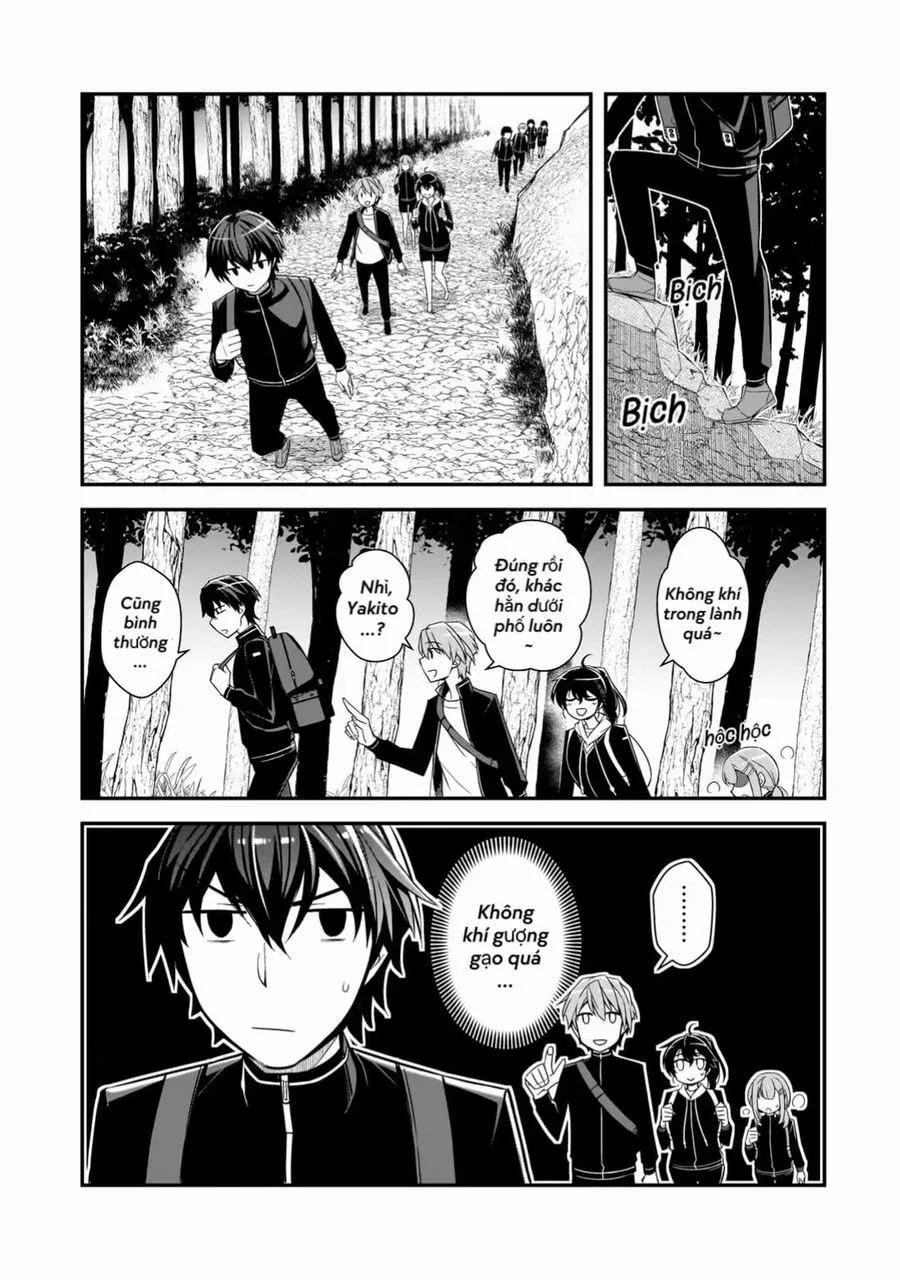 Bịch
Bịch
Cũng
bình
thường
...
Nhì,
Yakito
...?
Đúng rồi
đó, khác
hẳn dưới
phố luôn
~
Không khí
trong lành
quá~
hộc hộc
Không
khí gượng
gạo quá
...
.........